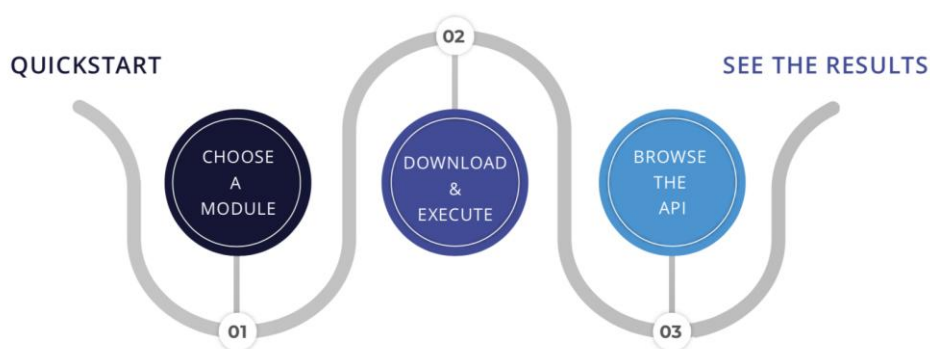 QUICKSTART
CHOOSE
A
MODULE
01
02
DOWNLOAD
&
EXECUTE
BROWSE
THE
API
03
SEE THE RESULTS